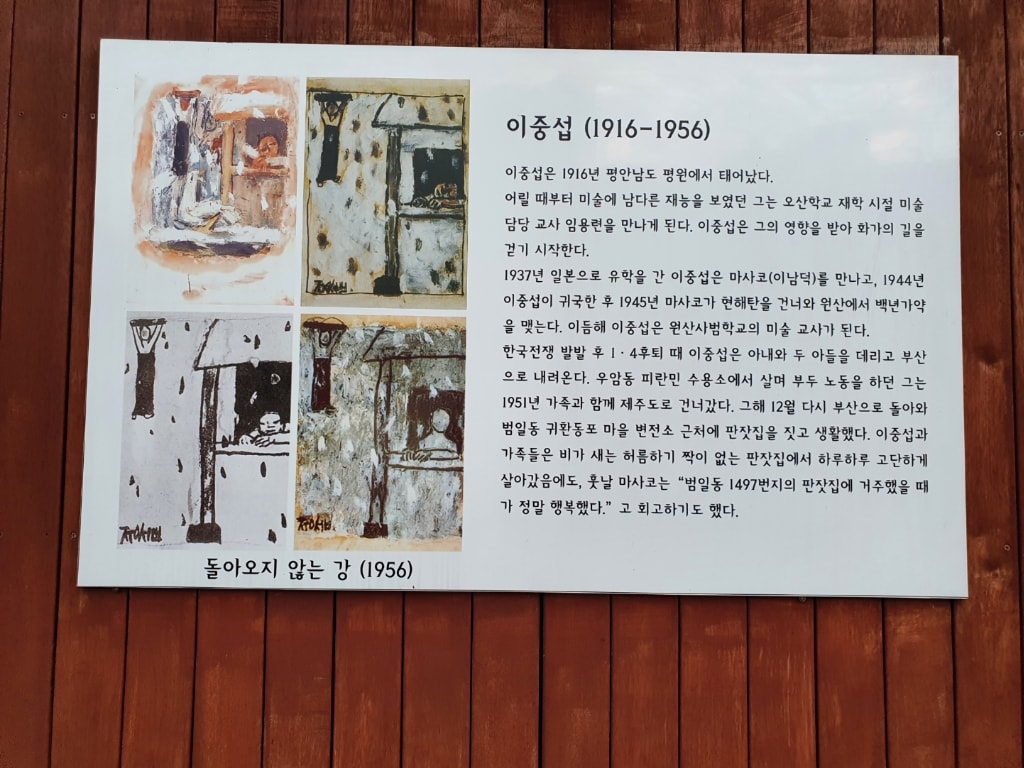 이중섭 (1916-1956)
이중섭은 1916년 평안남도 평원에서 태어났다.
어릴 때부터 미술에 남다른 재능을 보였던 그는 오산학교 재학 시절 미술
담당 교사 임용련을 만나게 된다. 이중섭은 그의 영향을 받아 화가의 길을
걷기 시작한다.
1937년 일본으로 유학을 간 이중섭은 마사코(이남덕)를 만나고, 1944년
이중섭이 귀국한 후 1945년 마사코가 현해탄을 건너와 원산에서 백년가약
을 맺는다. 이듬해 이중섭은 원산사범학교의 미술 교사가 된다.
한국전쟁 발발 후 1·4후퇴 때 이중섭은 아내와 두 아들을 데리고 부산
으로 내려온다. 우암동 피란민 수용소에서 살며 부두 노동을 하던 그는
1951년 가족과 함께 제주도로 건너갔다. 그해 12월 다시 부산으로 돌아와
범일동 귀환동포 마을 변전소 근처에 판잣집을 짓고 생활했다. 이중섭과
가족들은 비가 새는 허름하기 짝이 없는 판잣집에서 하루하루 고단하게
살아갔음에도, 훗날 마사코는 “범일동 1497번지의 판잣집에 거주했을 때
가 정말 행복했다.” 고 회고하기도 했다.
돌아오지 않는 강 (1956)